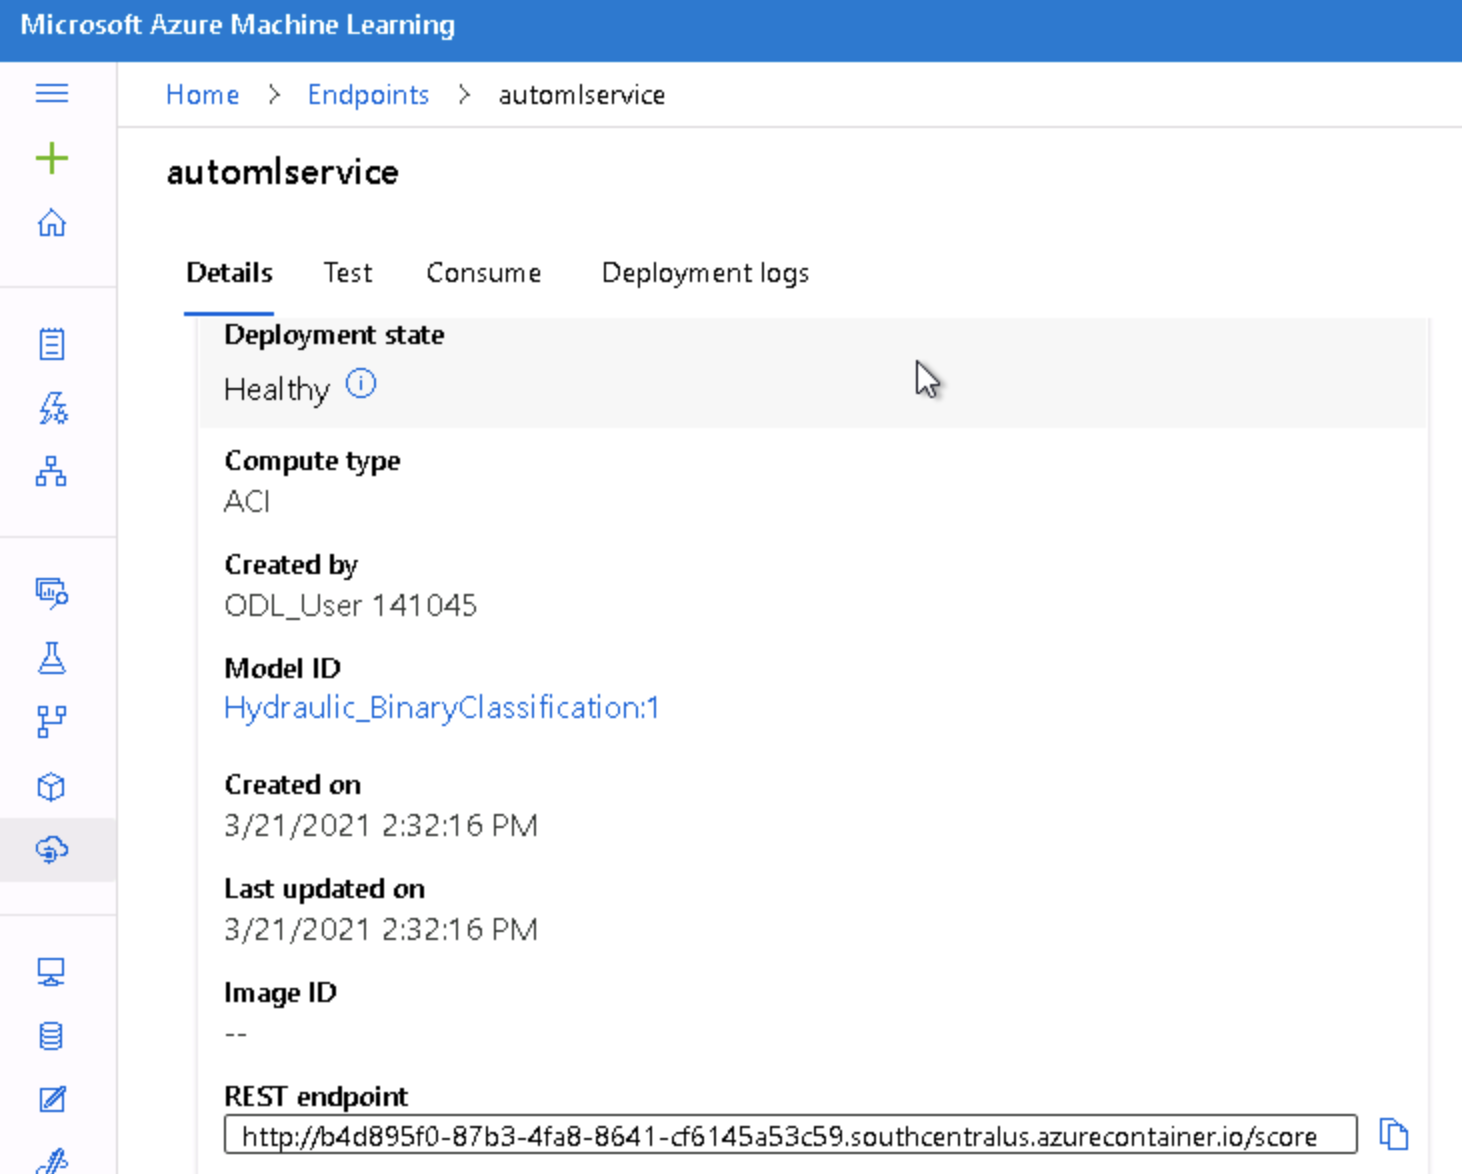 Microsoft Azure Machine Learning
Home > Endpoints > automlservice
automlservice
Details Test Consume Deployment logs
Deployment state
Healthy
Compute type
ACI
Created by
ODL_User 141045
Model ID
Hydraulic_BinaryClassification:1
Created on
3/21/2021 2:32:16 PM
Last updated on
3/21/2021 2:32:16 PM
Image ID
--
REST endpoint
http://b4d895f0-87b3-4fa8-8641-cf6145a53c59.southcentralus.azurecontainer.io/score